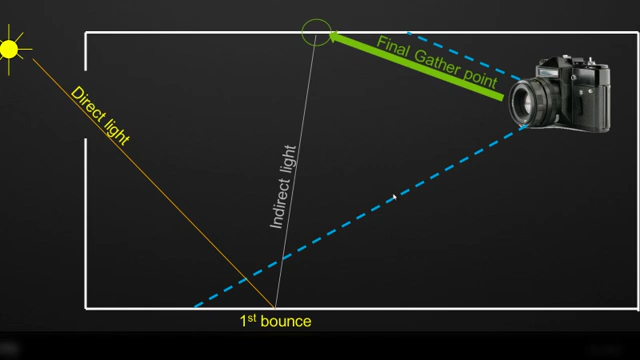 Final Gather point
Direct light
Indirect light
1st bounce